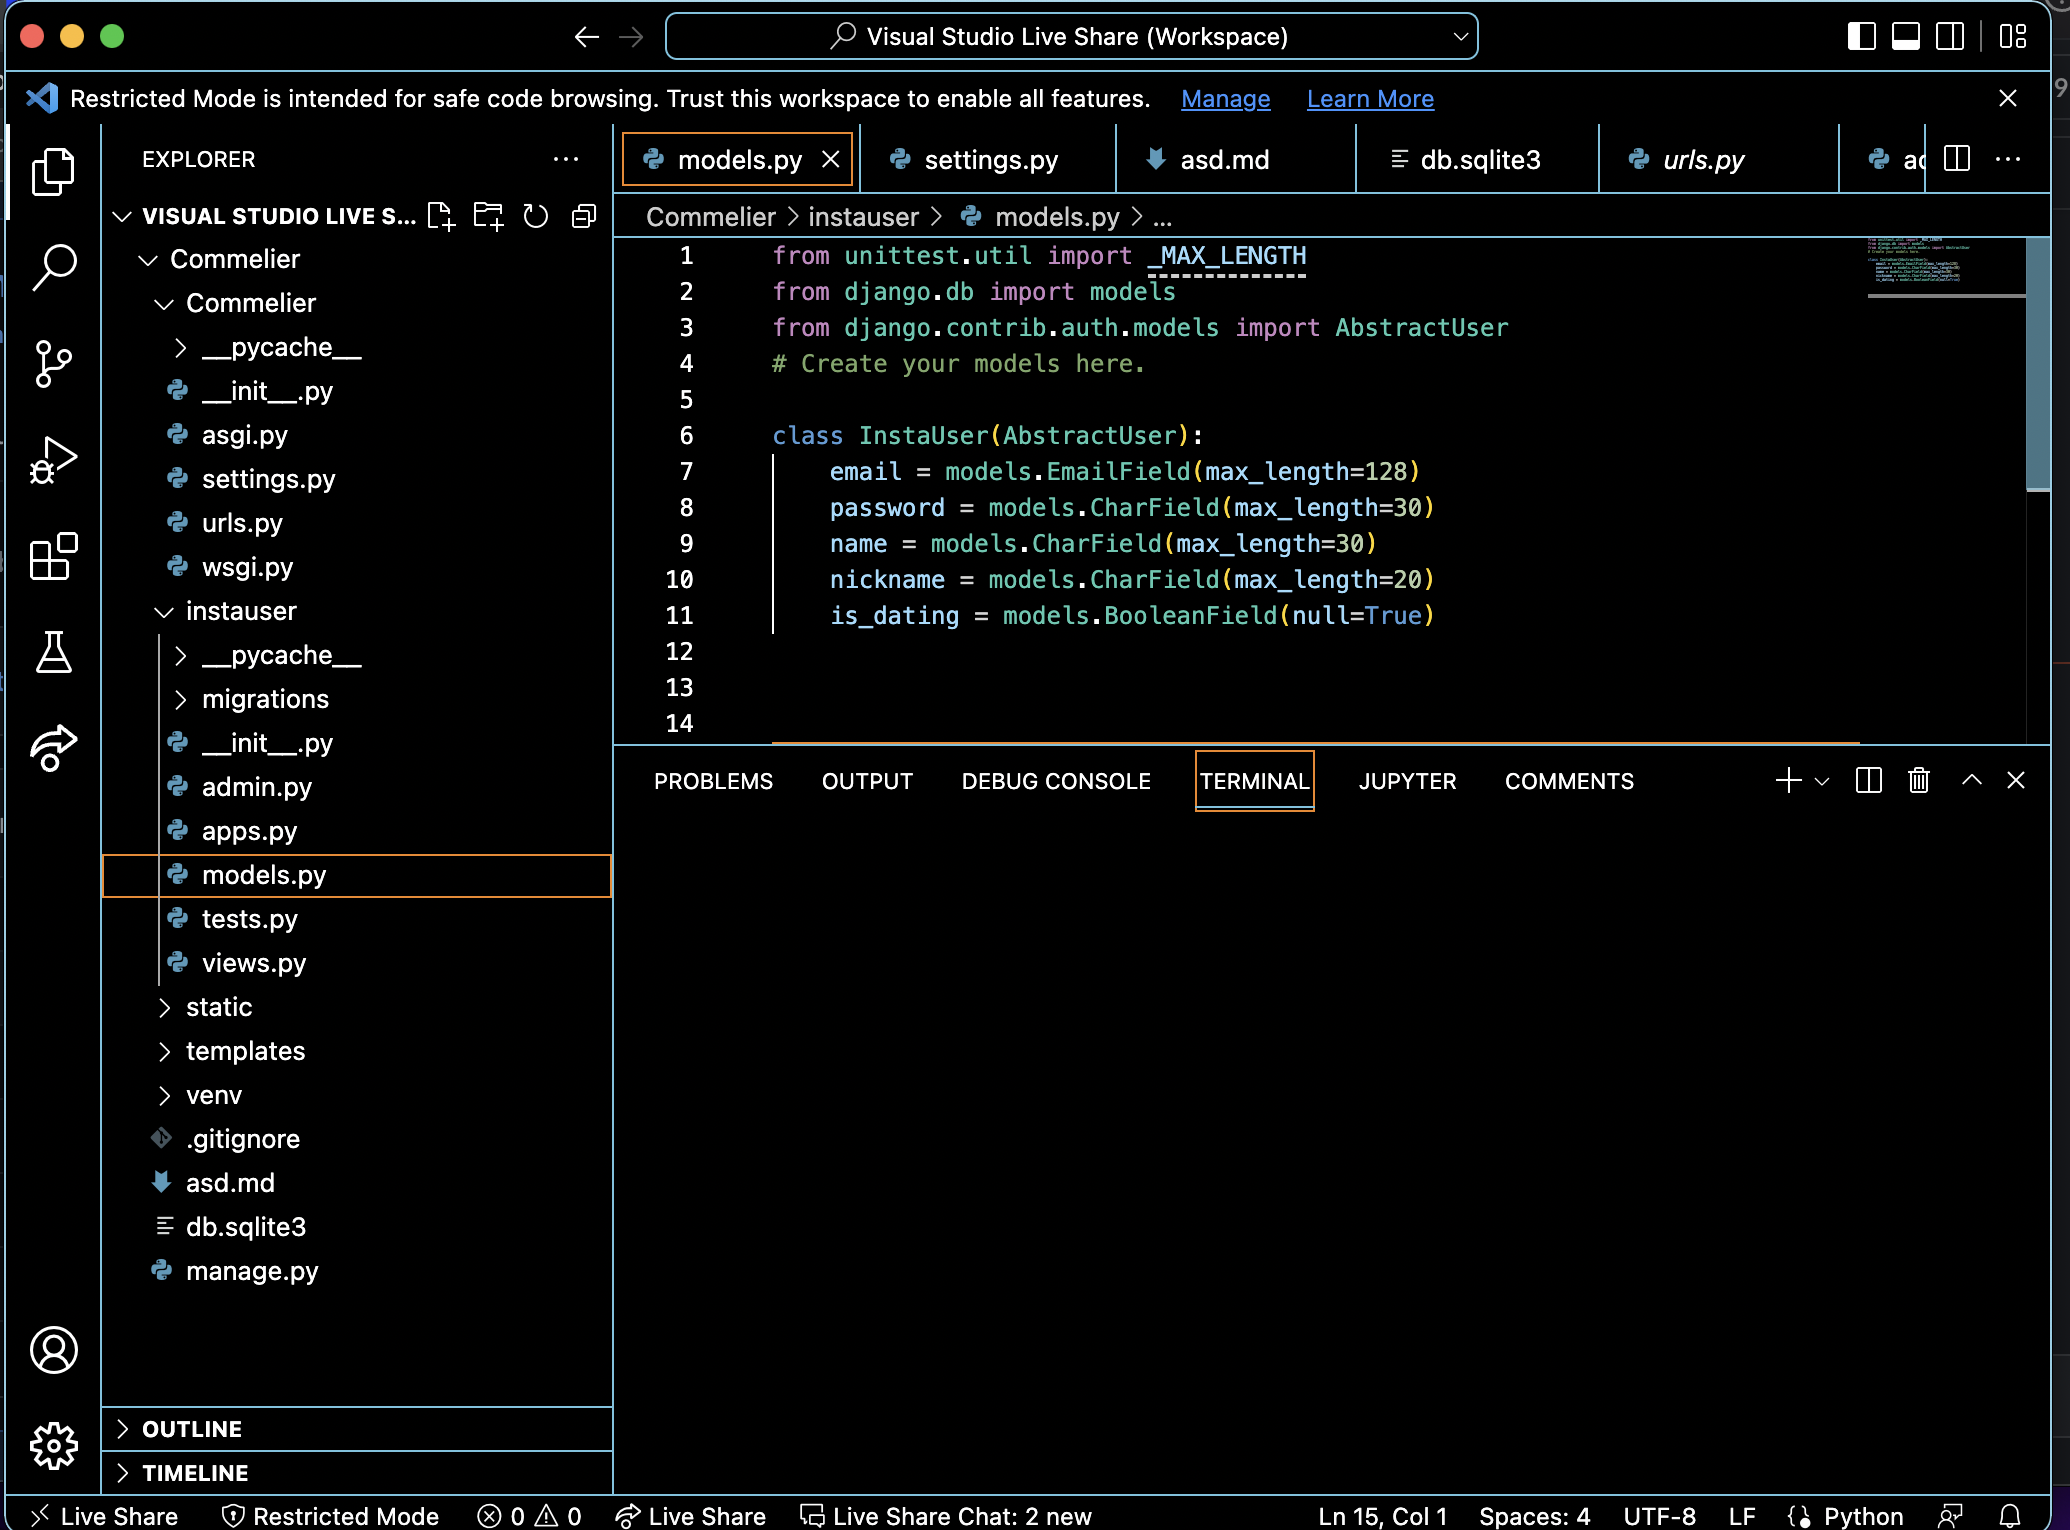 Visual Studio Live Share (Workspace)
Restricted Mode is intended for safe code browsing. Trust this workspace to enable all features. Manage Learn More
EXPLORER
VISUAL STUDIO LIVE S...
Commelier
Commelier
__pycache__
__init__.py
asgi.py
settings.py
urls.py
wsgi.py
instauser
__pycache__
migrations
__init__.py
admin.py
apps.py
models.py
tests.py
views.py
static
templates
venv
.gitignore
asd.md
db.sqlite3
manage.py
OUTLINE
TIMELINE
models.py settings.py asd.md db.sqlite3 urls.py
Commelier > instauser > models.py > ...
1 from unittest.util import _MAX_LENGTH
2 from django.db import models
3 from django.contrib.auth.models import AbstractUser
4 # Create your models here.
5
6 class InstaUser(AbstractUser):
7     email = models.EmailField(max_length=128)
8     password = models.CharField(max_length=30)
9     name = models.CharField(max_length=30)
10     nickname = models.CharField(max_length=20)
11     is_dating = models.BooleanField(null=True)
12
13
14
PROBLEMS OUTPUT DEBUG CONSOLE TERMINAL JUPYTER COMMENTS
Live Share Restricted Mode 0 0 Live Share Live Share Chat: 2 new Ln 15, Col 1 Spaces: 4 UTF-8 LF Python